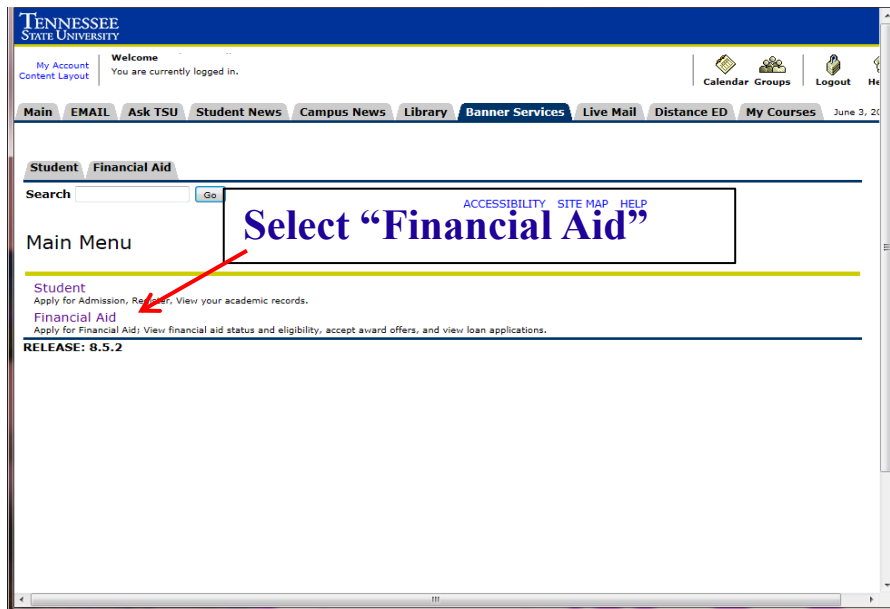 TENNESSEE
STATE UNIVERSITY
My Account
ontent Layout
Welcome
You are currently logged in.
Calendar Groups Logout He
Main EMAIL Ask TSU Student News Campus News Library Banner Services Live Mail Distance ED My Courses June 3, 20
Student Financial Aid
Search Go
ACCESSIBILITY SITE MAP HELP
Select “Financial Aid”
Main Menu
Student
Apply for Admission, Register, View your academic records.
Financial Aid
Apply for Financial Aid; View financial aid status and eligibility, accept award offers, and view loan applications.
RELEASE: 8.5.2